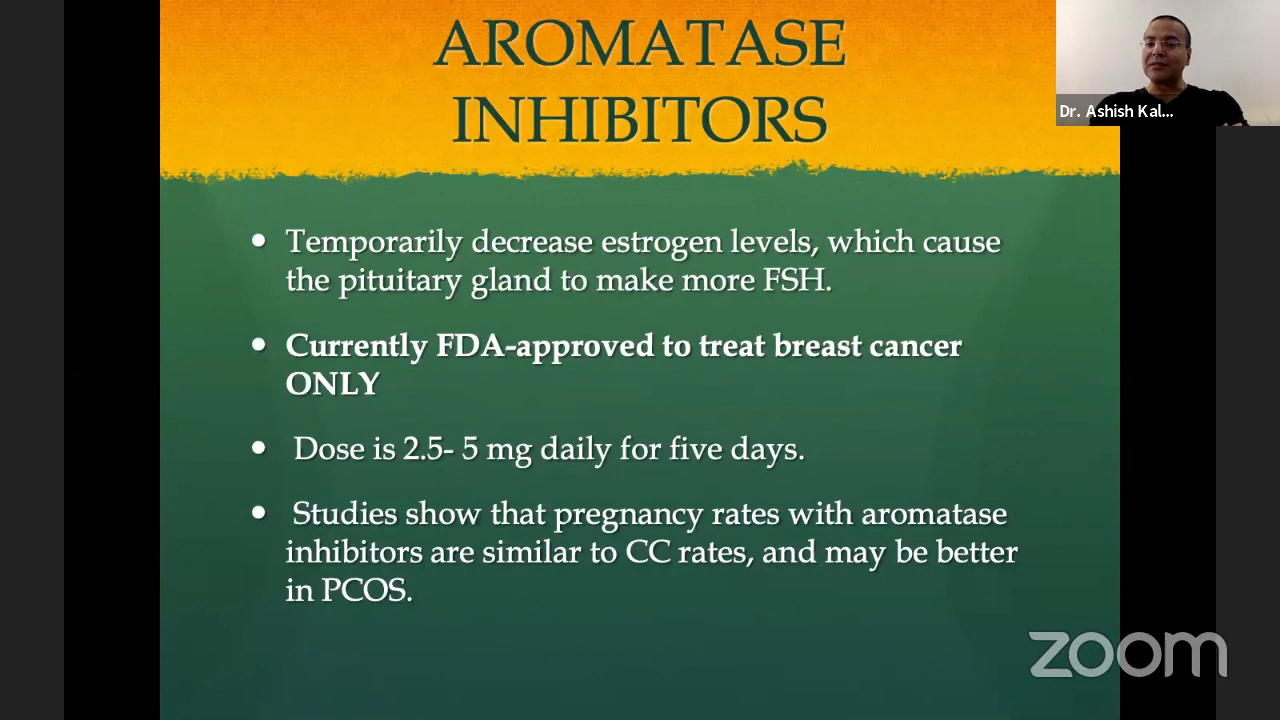 AROMATASE
INHIBITORS
Dr. Ashish Kal...
• Temporarily decrease estrogen levels, which cause
the pituitary gland to make more FSH.
• Currently FDA-approved to treat breast cancer
ONLY
• Dose is 2.5- 5 mg daily for five days.
• Studies show that pregnancy rates with aromatase
inhibitors are similar to CC rates, and may be better
in PCOS.
zoom